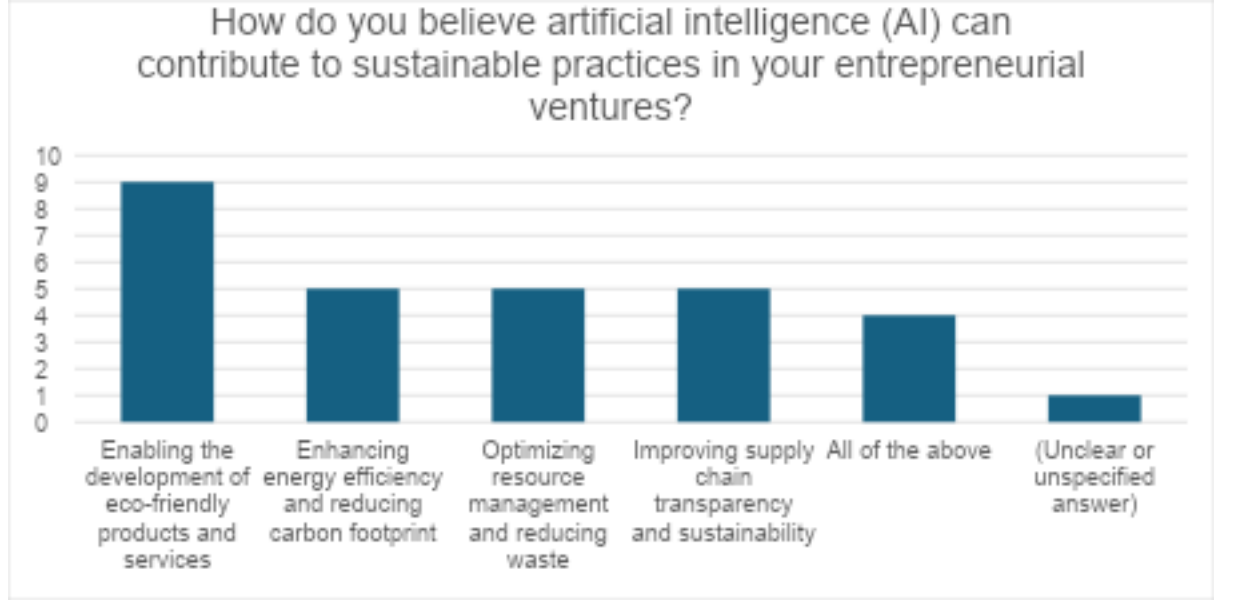 How do you believe artificial intelligence (AI) can
contribute to sustainable practices in your entrepreneurial
ventures?
10
9
8
7
6
5
4
3
2
1
0
Enabling the
development of
eco-friendly
products and
services
Enhancing
energy efficiency
and reducing
carbon footprint
Optimizing
resource
management
and reducing
waste
Improving supply
chain
transparency
and sustainability
All of the above
(Unclear or
unspecified
answer)